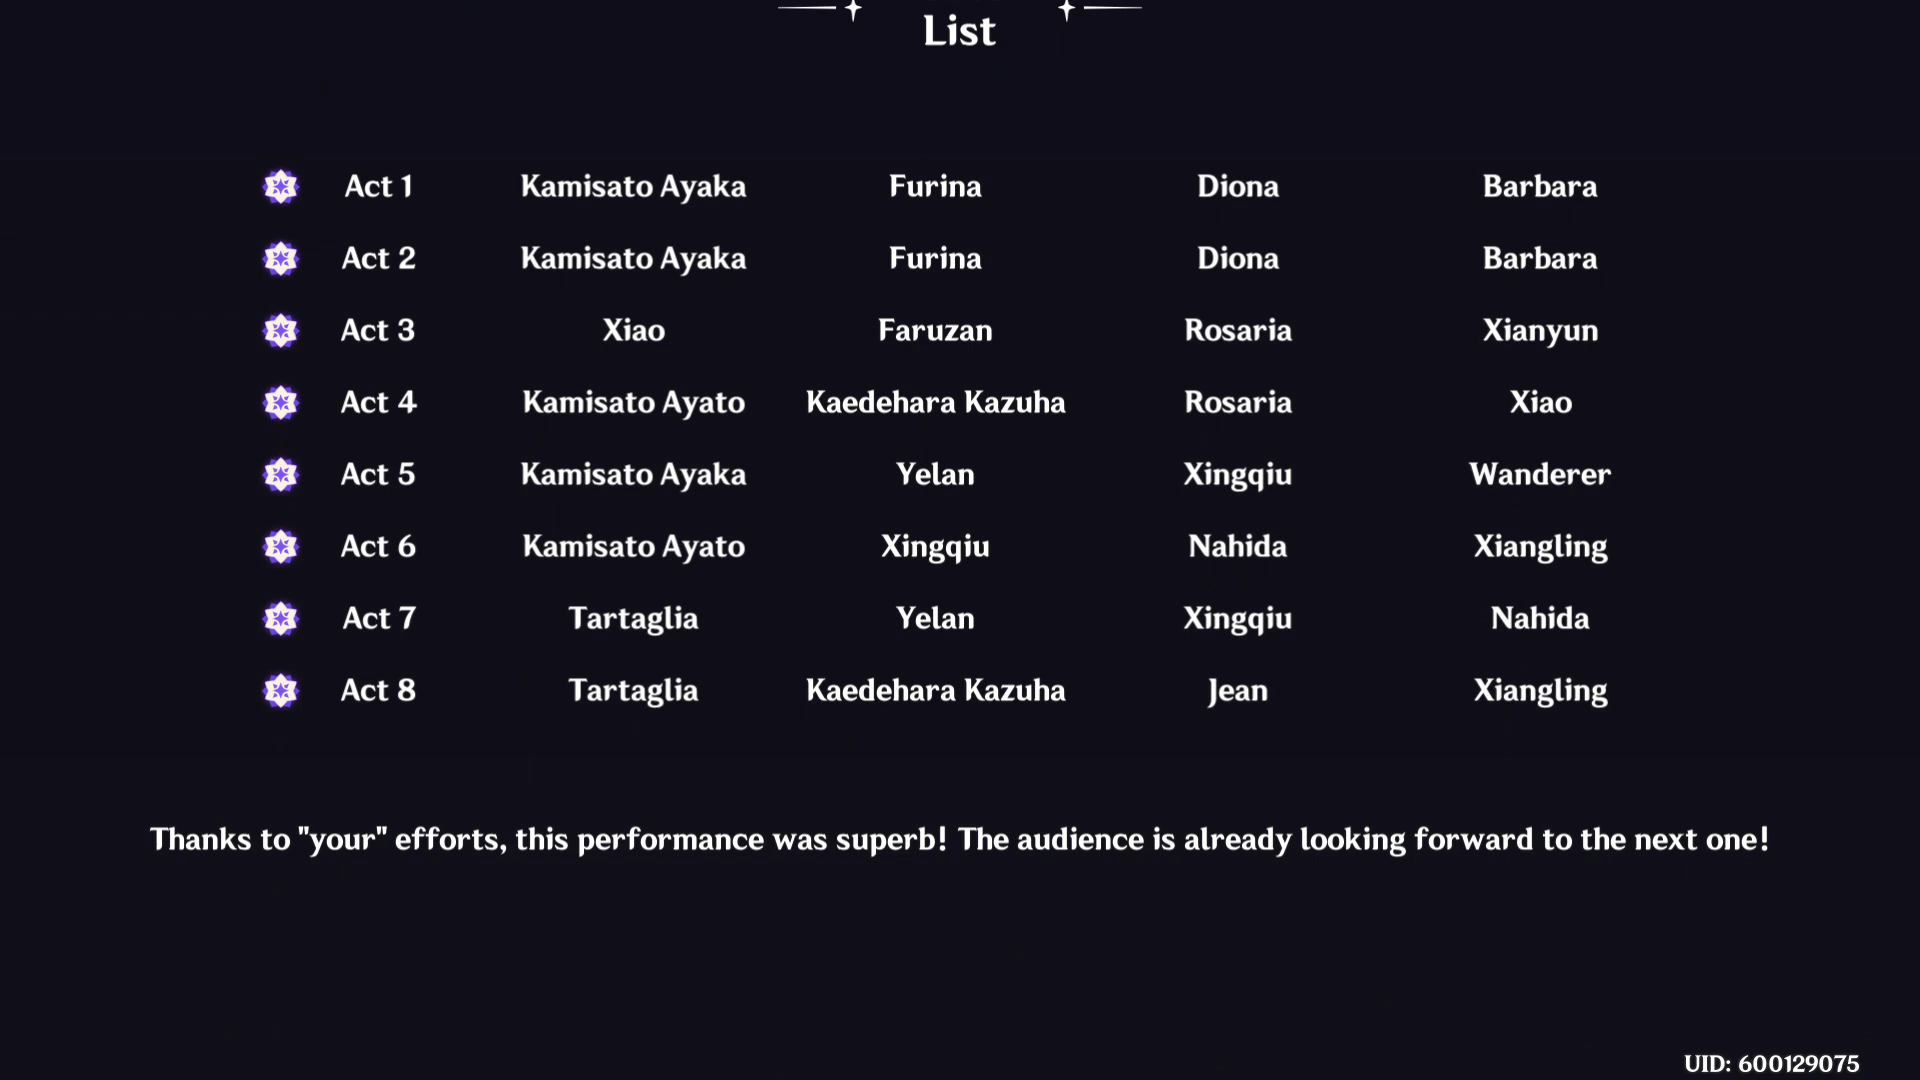 List
Act 1 Kamisato Ayaka Furina Diona Barbara
Act 2 Kamisato Ayaka Furina Diona Barbara
Act 3 Xiao Faruzan Rosaria Xianyun
Act 4 Kamisato Ayato Kaedehara Kazuha Rosaria Xiao
Act 5 Kamisato Ayaka Yelan Xingqiu Wanderer
Act 6 Kamisato Ayato Xingqiu Nahida Xiangling
Act 7 Tartaglia Yelan Xingqiu Nahida
Act 8 Tartaglia Kaedehara Kazuha Jean Xiangling
Thanks to "your" efforts, this performance was superb! The audience is already looking forward to the next one!
UID: 600129075